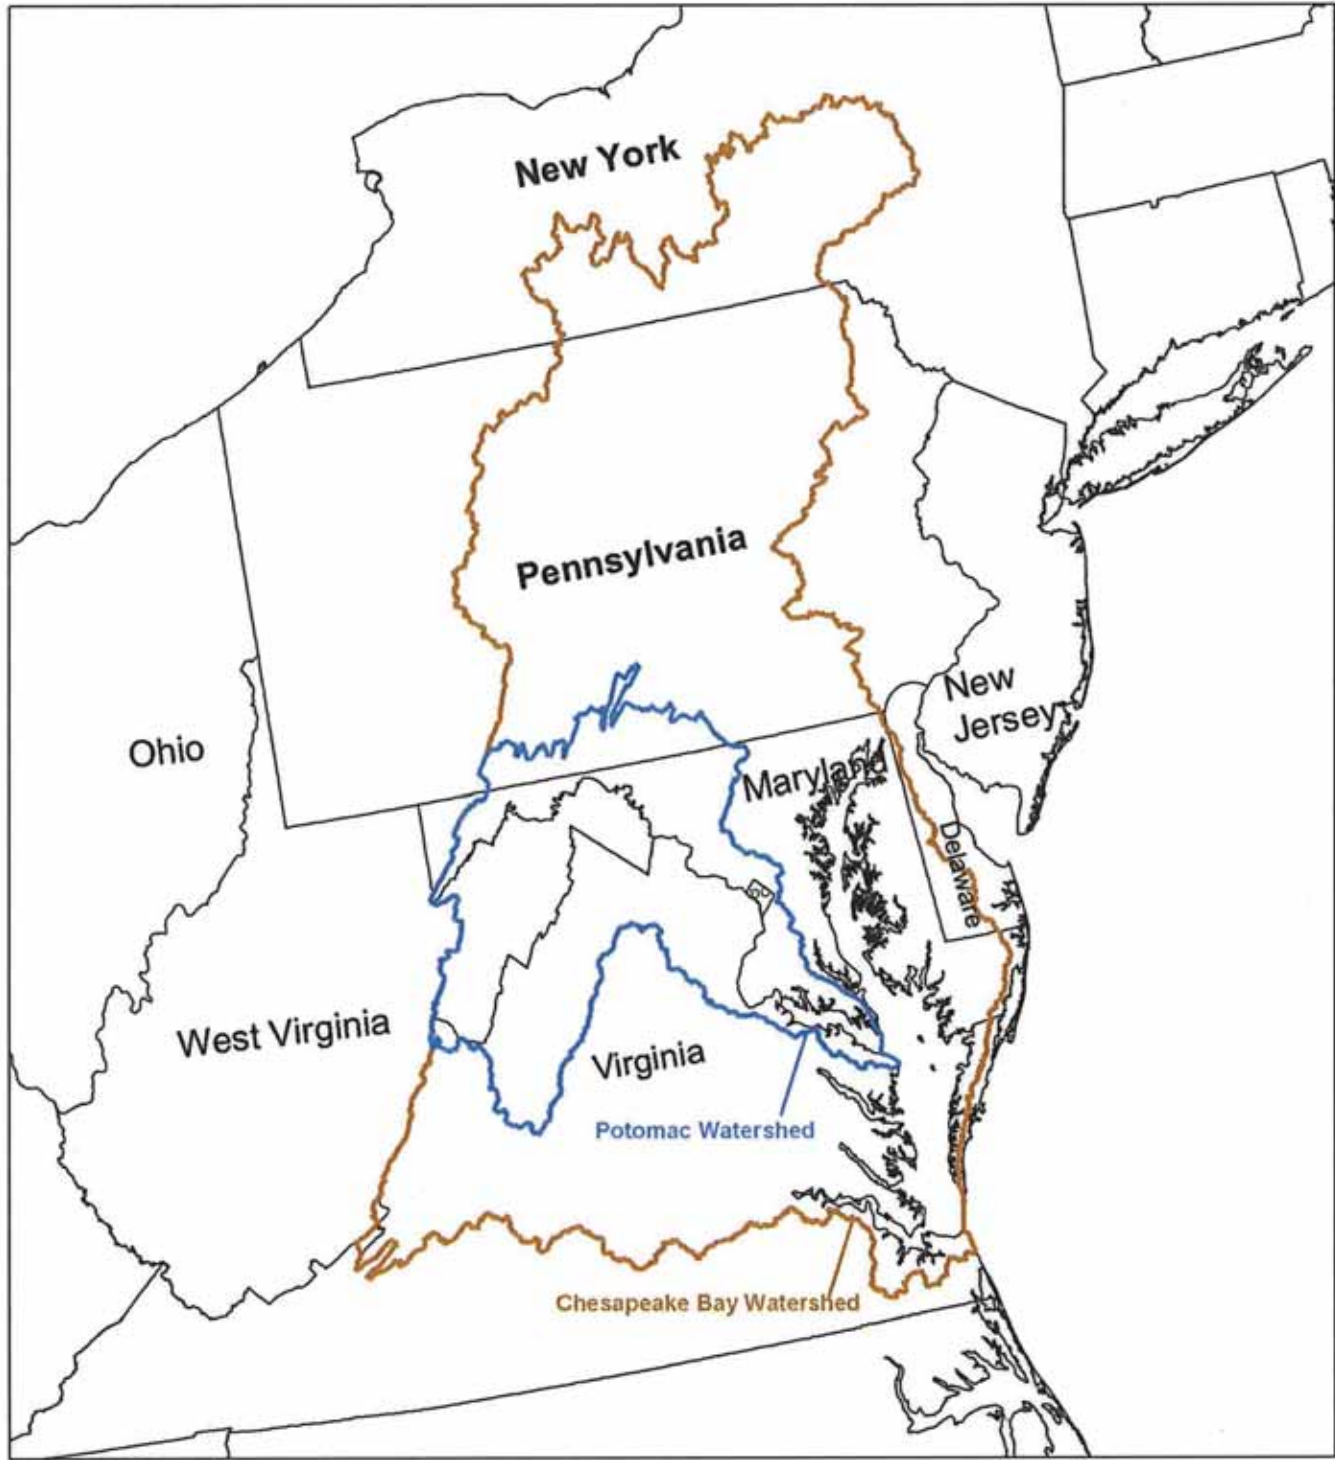 New York
Pennsylvania
New
Jersey
Ohio
Maryland
Delaware
West Virginia
Virginia
Potomac Watershed
Chesapeake Bay Watershed